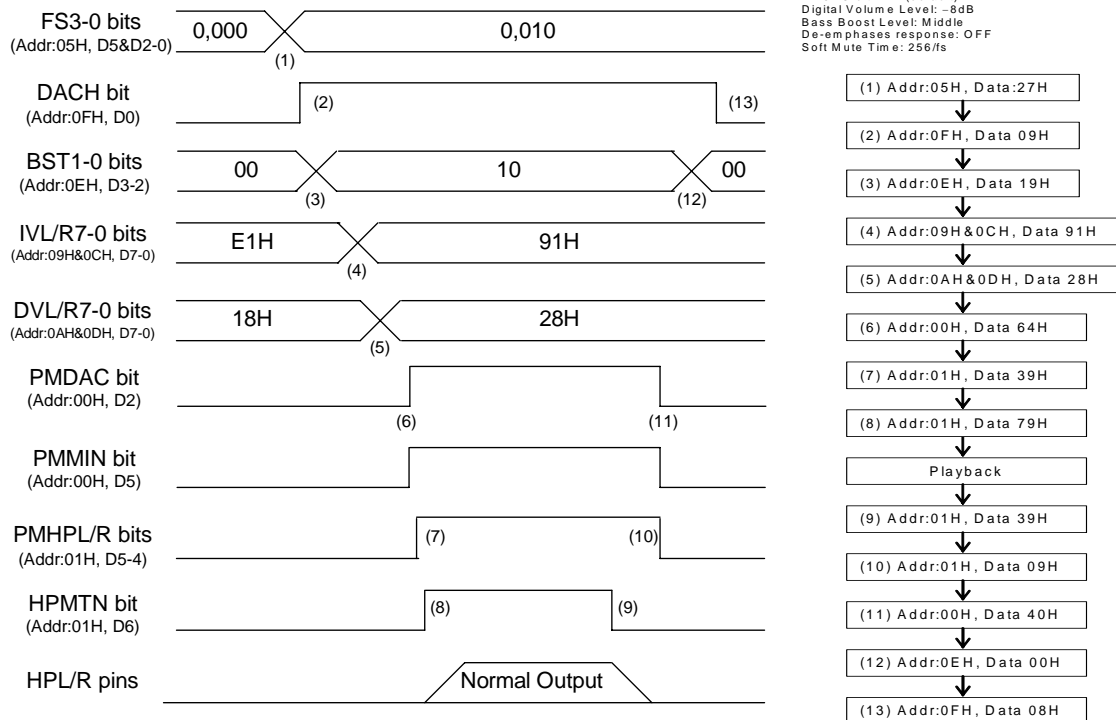 FS3-0 bits
(Addr:05H, D5&D2-0)
0,000
0,010
(1)
DACH bit
(Addr:0FH, D0)
(2)
(13)
BST1-0 bits
(Addr:0EH, D3-2)
00
10
00
(3)
(12)
IVL/R7-0 bits
(Addr:09H&0CH, D7-0)
E1H
91H
(4)
DVL/R7-0 bits
(Addr:0AH&0DH, D7-0)
18H
28H
(5)
PMDAC bit
(Addr:00H, D2)
(6)
(11)
PMMIN bit
(Addr:00H, D5)
PMHPL/R bits
(Addr:01H, D5-4)
(7)
(10)
HPMTN bit
(Addr:01H, D6)
(8)
(9)
HPL/R pins
Normal Output
Digital Volume Level: −8dB
Bass Boost Level: Middle
De-emphases response: OFF
Soft Mute Time: 256/fs
(1) Addr:05H, Data:27H
(2) Addr:0FH, Data 09H
(3) Addr:0EH, Data 19H
(4) Addr:09H&0CH, Data 91H
(5) Addr:0AH&0DH, Data 28H
(6) Addr:00H, Data 64H
(7) Addr:01H, Data 39H
(8) Addr:01H, Data 79H
Playback
(9) Addr:01H, Data 39H
(10) Addr:01H, Data 09H
(11) Addr:00H, Data 40H
(12) Addr:0EH, Data 00H
(13) Addr:0FH, Data 08H